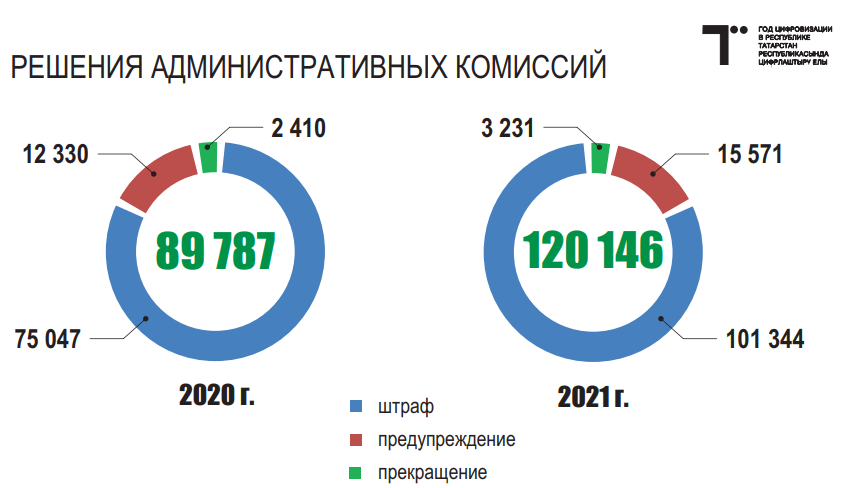 ГОД ЦИФРОВИЗАЦИИ
В РЕСПУБЛИКЕ
ТАТАРСТАН
РЕСПУБЛИКАСЫНДА
ЦИФРЛАШТЫРУ ЕЛЫ
РЕШЕНИЯ АДМИНИСТРАТИВНЫХ КОМИССИЙ
2 410
12 330
89 787
75 047
2020 г.
3 231
15 571
120 146
101 344
2021 г.
штраф
предупреждение
прекращение